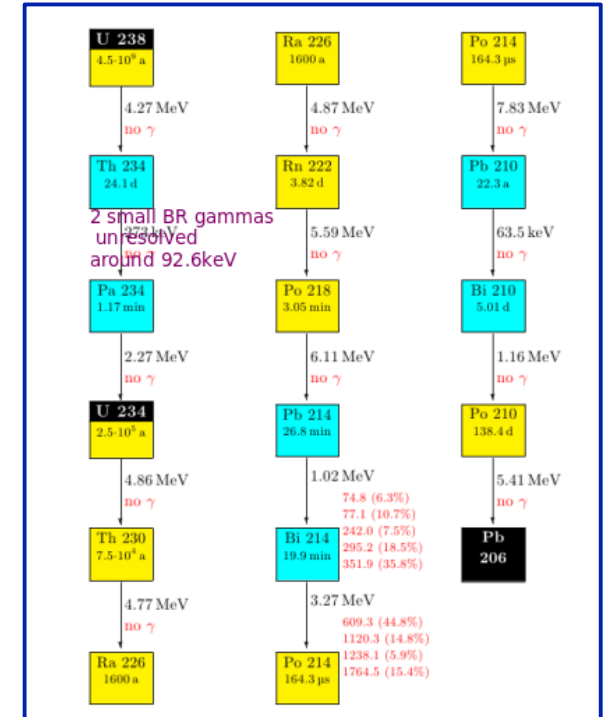 U 238
4.5·10⁹ a
4.27 MeV
no γ
Th 234
24.1 d
2 small BR gammas
273 keV
unresolved
no γ
around 92.6keV
Pa 234
1.17 min
2.27 MeV
no γ
U 234
2.5·10⁵ a
4.86 MeV
no γ
Th 230
7.5·10⁴ a
4.77 MeV
no γ
Ra 226
1600 a
Ra 226
1600 a
4.87 MeV
no γ
Rn 222
3.82 d
5.59 MeV
no γ
Po 218
3.05 min
6.11 MeV
no γ
Pb 214
26.8 min
1.02 MeV
74.8 (6.3%)
77.1 (10.7%)
242.0 (7.5%)
295.2 (18.5%)
351.9 (35.8%)
Bi 214
19.9 min
3.27 MeV
609.3 (44.8%)
1120.3 (14.8%)
1238.1 (5.9%)
1764.5 (15.4%)
Po 214
164.3 µs
Po 214
164.3 µs
7.83 MeV
no γ
Pb 210
22.3 a
63.5 keV
no γ
Bi 210
5.01 d
1.16 MeV
no γ
Po 210
138.4 d
5.41 MeV
no γ
Pb
206